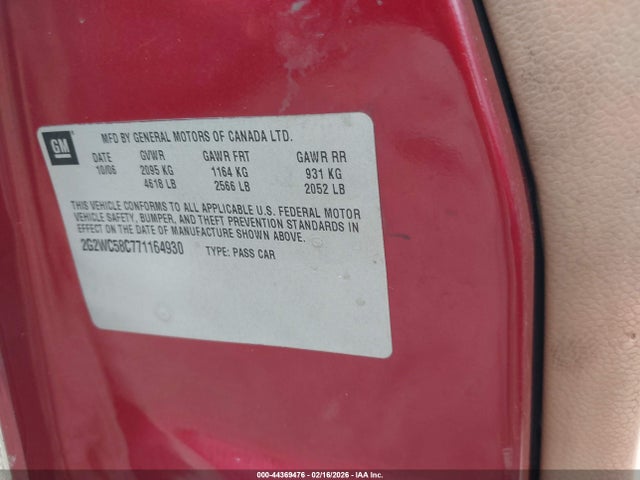 GM
MFD BY GENERAL MOTORS OF CANADA LTD.
DATE GVWR GAWR FRT GAWR RR
10/06 2095 KG 1164 KG 931 KG
4618 LB 2566 LB 2052 LB
THIS VEHICLE CONFORMS TO ALL APPLICABLE U.S. FEDERAL MOTOR
VEHICLE SAFETY, BUMPER, AND THEFT PREVENTION STANDARDS IN
EFFECT ON THE DATE OF MANUFACTURE SHOWN ABOVE.
2G2WC58C771164930 TYPE: PASS CAR
000-44369476 - 02/16/2026 - IAA Inc.